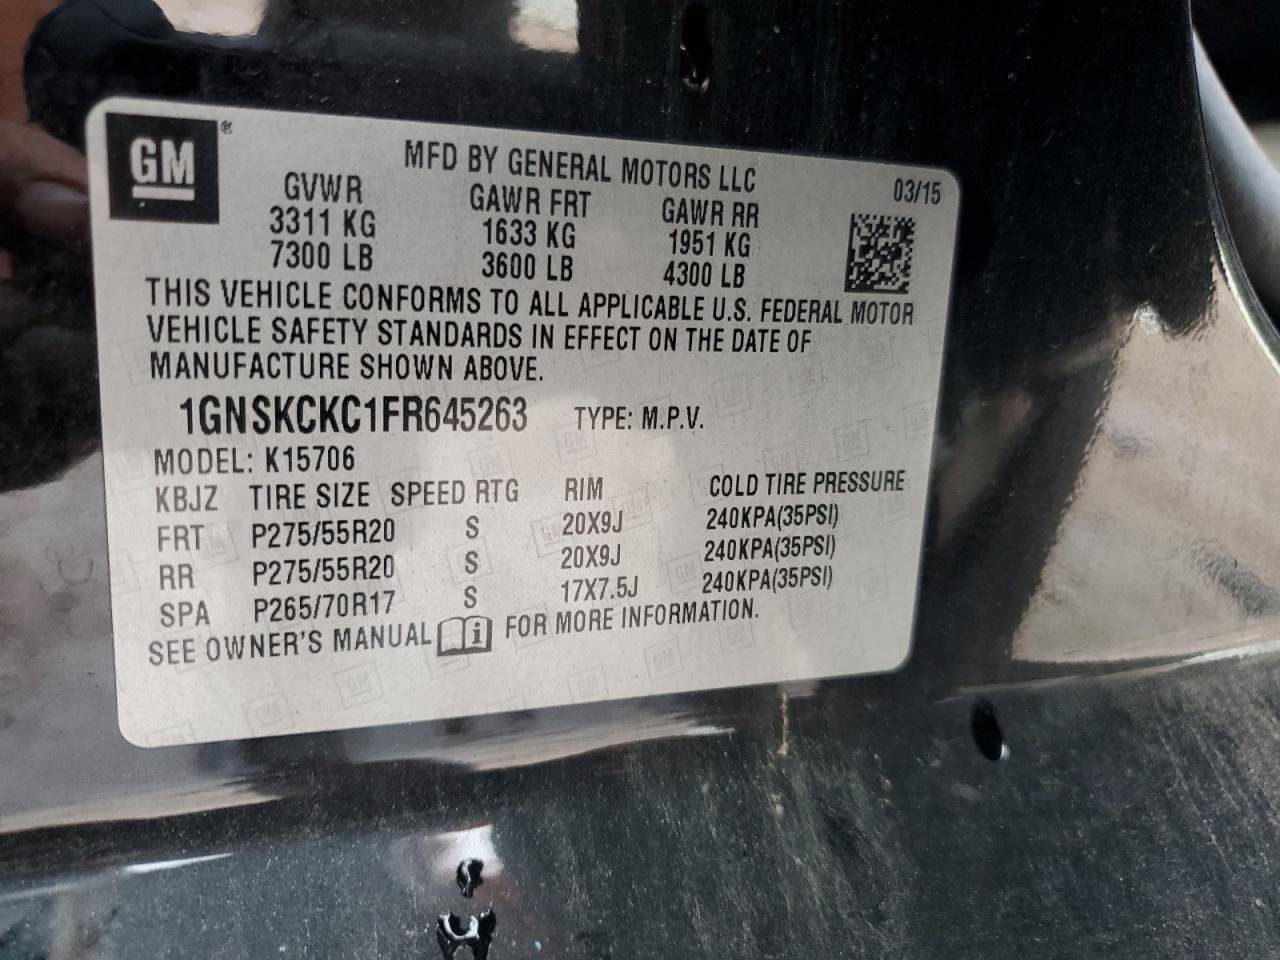 GM ®
MFD BY GENERAL MOTORS LLC
03/15
GVWR GAWR FRT GAWR RR
3311 KG 1633 KG 1951 KG
7300 LB 3600 LB 4300 LB
THIS VEHICLE CONFORMS TO ALL APPLICABLE U.S. FEDERAL MOTOR
VEHICLE SAFETY STANDARDS IN EFFECT ON THE DATE OF
MANUFACTURE SHOWN ABOVE.
1GNSKCKC1FR645263 TYPE: M.P.V.
MODEL: K15706
KBJZ TIRE SIZE SPEED RTG RIM COLD TIRE PRESSURE
FRT P275/55R20 S 20X9J 240KPA(35PSI)
RR P275/55R20 S 20X9J 240KPA(35PSI)
SPA P265/70R17 S 17X7.5J 240KPA(35PSI)
SEE OWNER'S MANUAL FOR MORE INFORMATION.